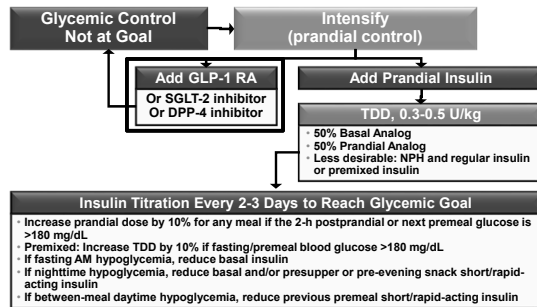 Glycemic Control
Not at Goal
Intensify
(prandial control)
Add GLP-1 RA
Or SGLT-2 inhibitor
Or DPP-4 inhibitor
Add Prandial Insulin
TDD, 0.3-0.5 U/kg
• 50% Basal Analog
• 50% Prandial Analog
• Less desirable: NPH and regular insulin
or premixed insulin
Insulin Titration Every 2-3 Days to Reach Glycemic Goal
• Increase prandial dose by 10% for any meal if the 2-h postprandial or next premeal glucose is
>180 mg/dL
• Premixed: Increase TDD by 10% if fasting/premeal blood glucose >180 mg/dL
• If fasting AM hypoglycemia, reduce basal insulin
• If nighttime hypoglycemia, reduce basal and/or presupper or pre-evening snack short/rapid-
acting insulin
• If between-meal daytime hypoglycemia, reduce previous premeal short/rapid-acting insulin